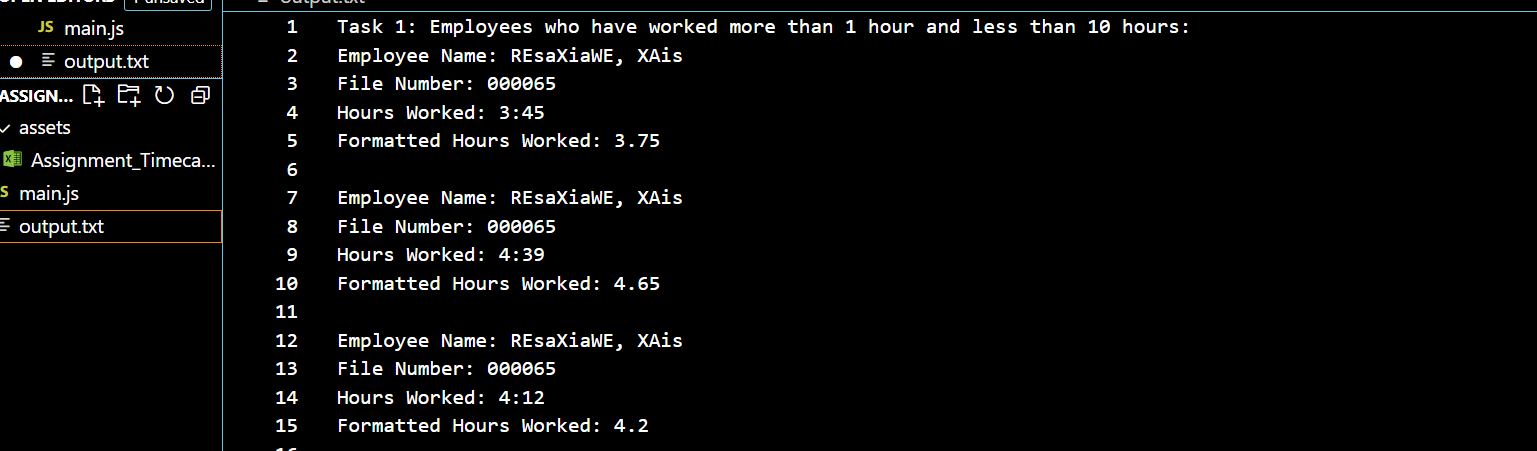 main.js
output.txt
ASSIGN...
assets
Assignment_Timeca...
JS main.js
output.txt
1 Task 1: Employees who have worked more than 1 hour and less than 10 hours:
2 Employee Name: REsaXiaWE, XAis
3 File Number: 000065
4 Hours Worked: 3:45
5 Formatted Hours Worked: 3.75
6
7 Employee Name: REsaXiaWE, XAis
8 File Number: 000065
9 Hours Worked: 4:39
10 Formatted Hours Worked: 4.65
11
12 Employee Name: REsaXiaWE, XAis
13 File Number: 000065
14 Hours Worked: 4:12
15 Formatted Hours Worked: 4.2